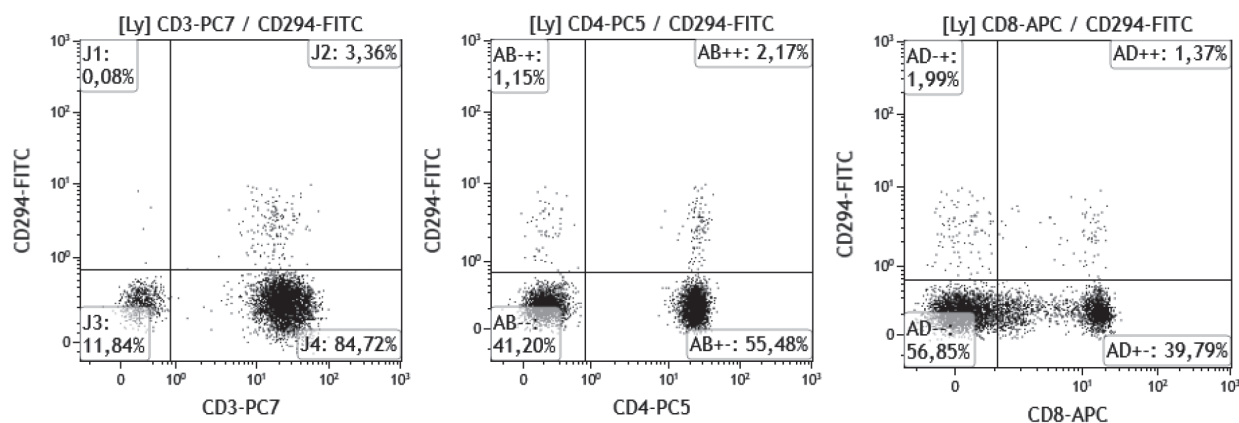 [Ly] CD3-PC7 / CD294-FITC
10³
J1:
0,08%
J2: 3,36%
10²
10¹
10⁰
0
J3:
11,84%
J4: 84,72%
CD294-FITC
0
10⁰
10¹
10²
10³
CD3-PC7
[Ly] CD4-PC5 / CD294-FITC
10³
AB-+:
1,15%
AB++: 2,17%
10²
10¹
10⁰
0
AB--:
41,20%
AB+-: 55,48%
CD294-FITC
0
10⁰
10¹
10²
10³
CD4-PC5
[Ly] CD8-APC / CD294-FITC
10³
AD-+:
1,99%
AD++: 1,37%
10²
10¹
10⁰
0
AD--:
56,85%
AD+-: 39,79%
CD294-FITC
0
10¹
10²
10³
CD8-APC